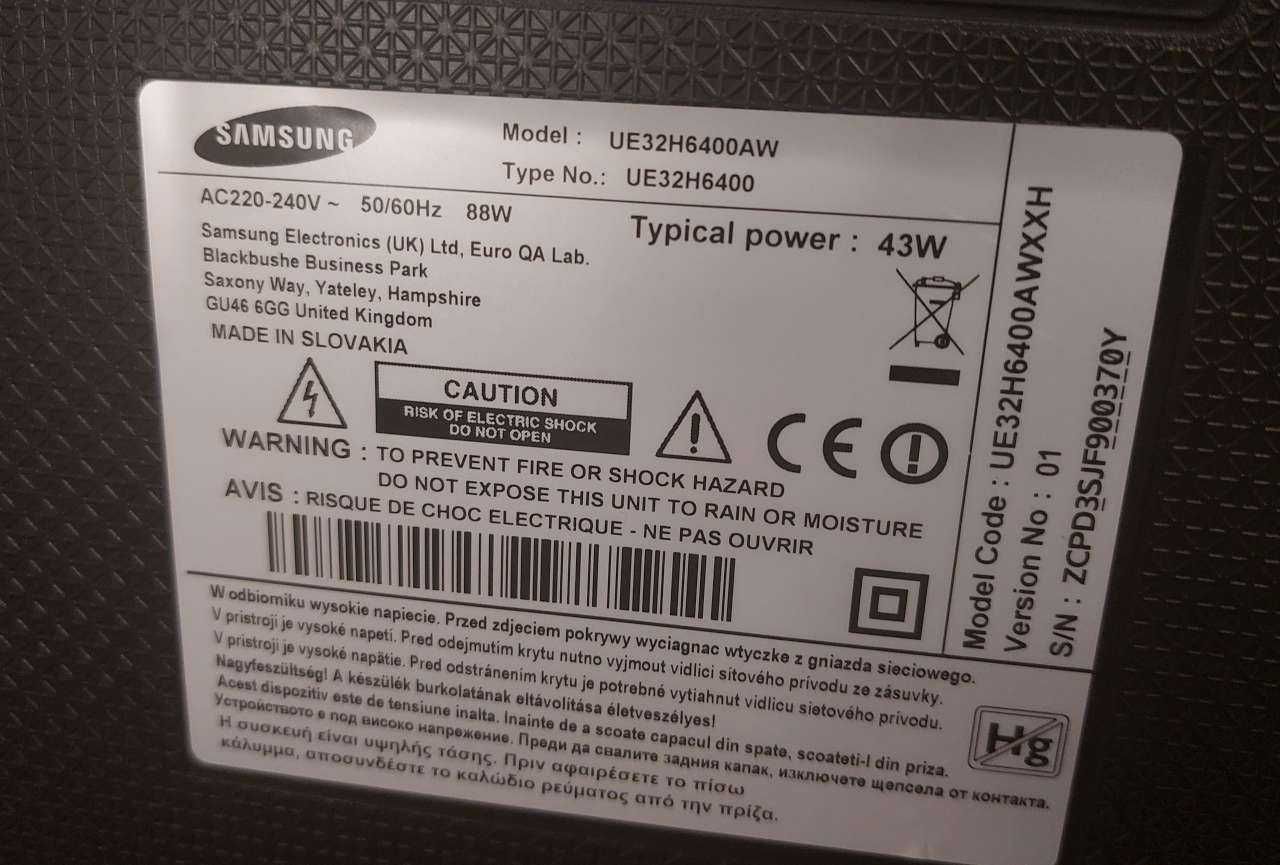 SAMSUNG
Model : UE32H6400AW
Type No.: UE32H6400
AC220-240V ~ 50/60Hz 88W
Typical power : 43W
Samsung Electronics (UK) Ltd, Euro QA Lab.
Blackbushe Business Park
Saxony Way, Yateley, Hampshire
GU46 6GG United Kingdom
MADE IN SLOVAKIA
CAUTION
RISK OF ELECTRIC SHOCK
DO NOT OPEN
CE
WARNING : TO PREVENT FIRE OR SHOCK HAZARD
DO NOT EXPOSE THIS UNIT TO RAIN OR MOISTURE
AVIS : RISQUE DE CHOC ELECTRIQUE - NE PAS OUVRIR
W odbiorniku wysokie napiecie. Przed zdjeciem pokrywy wyciagnac wtyczke z gniazda sieciowego.
V pristroji je vysoké napetí. Pred odejmutím krytu nutno vyjmout vidlici sítového prívodu ze zásuvky.
V pristroji je vysoké napätie. Pred odstránením krytu je potrebné vytiahnut vidlicu sietového prívodu.
Nagyfeszültség! A készülék burkolatának eltávolítása életveszélyes!
Acest dispozitiv este de tensiune inalta. Inainte de a scoate capacul din spate, scoateti-l din priza.
Устройството е под високо напрежение. Преди да свалите задния капак, изключете щепсела от контакта.
Η συσκευή είναι υψηλής τάσης. Πριν αφαιρέσετε το πίσω
κάλυμμα, αποσυνδέστε το καλώδιο ρεύματος από την πρίζα.
Hg
Model Code : UE32H6400AWXXH
Version No : 01
S/N : ZCPD3SJF900370Y